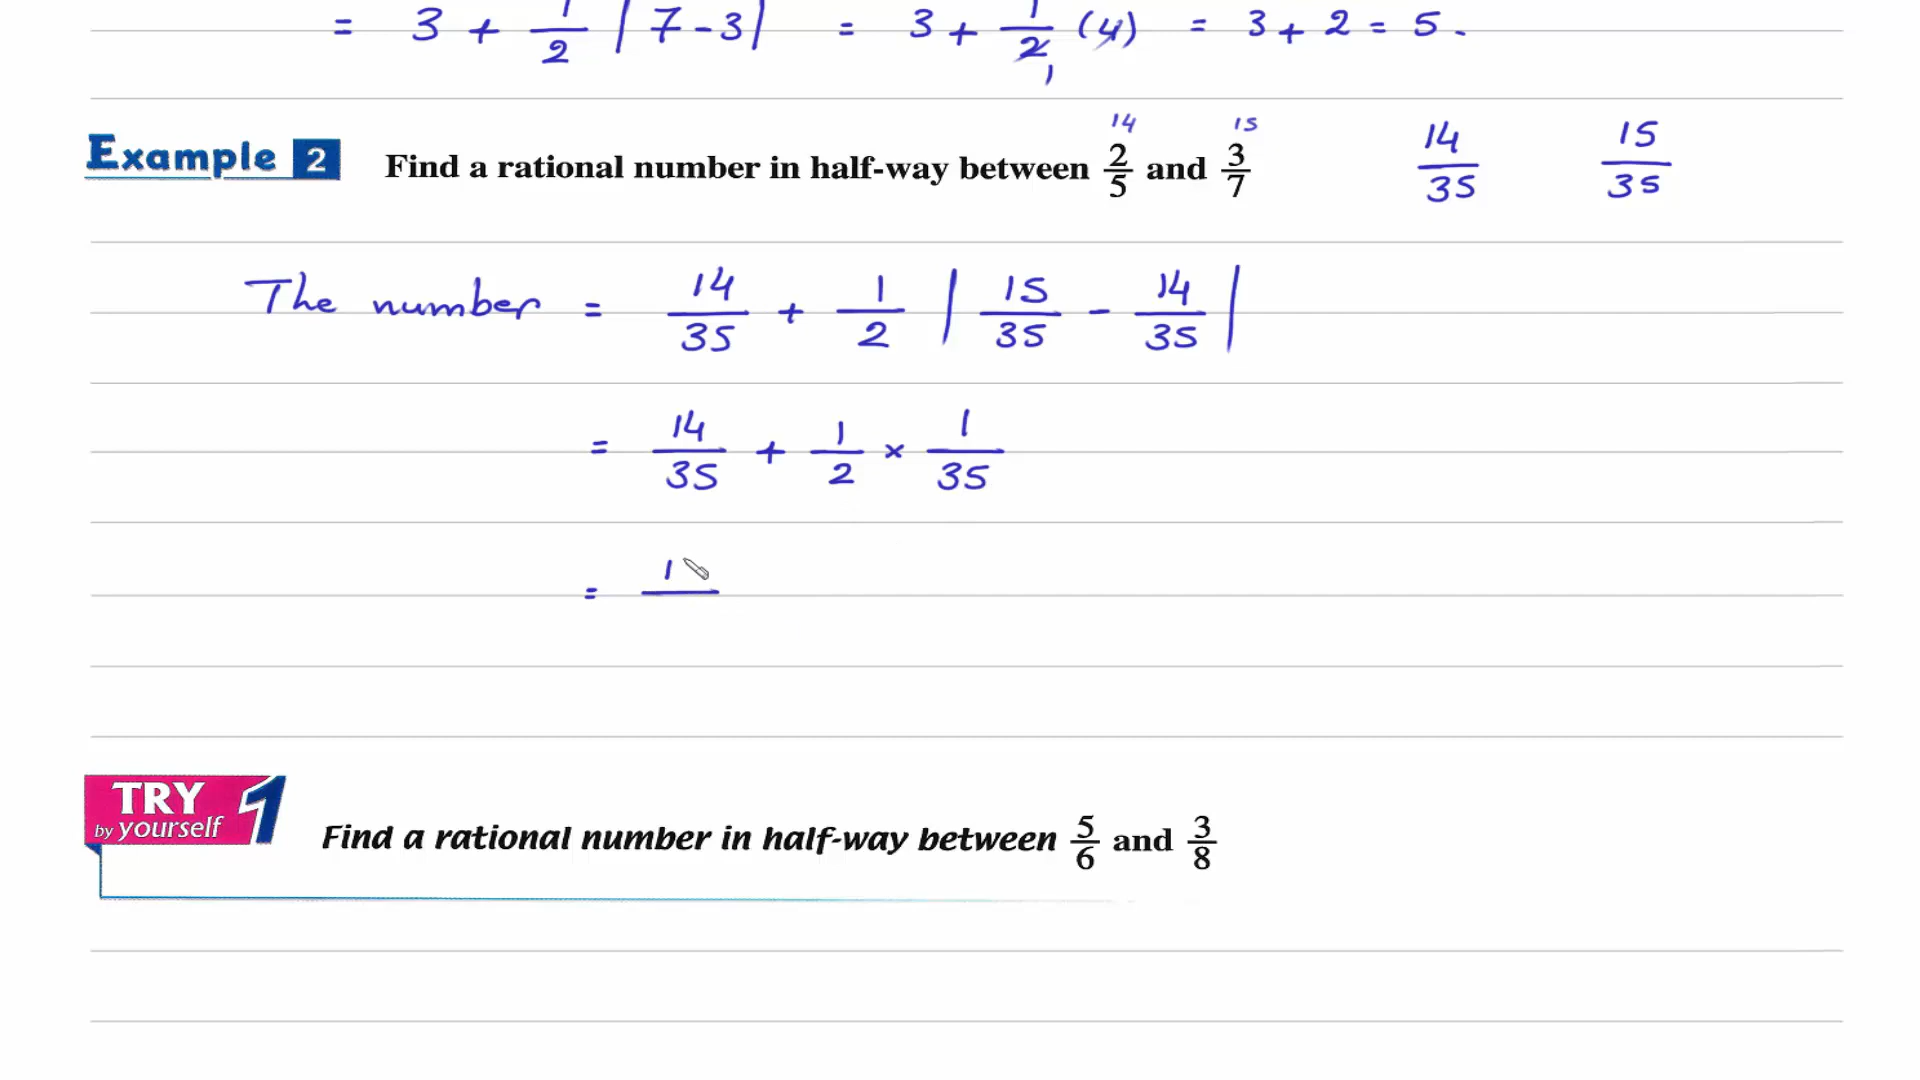 = 3 + 1/2 |7-3| = 3 + 1/2 (4) = 3 + 2 = 5.
1
14 15
Example 2 Find a rational number in half-way between 2/5 and 3/7 14/35 15/35
The number = 14/35 + 1/2 | 15/35 - 14/35 |
= 14/35 + 1/2 × 1/35
= 1
TRY by yourself 1
Find a rational number in half-way between 5/6 and 3/8